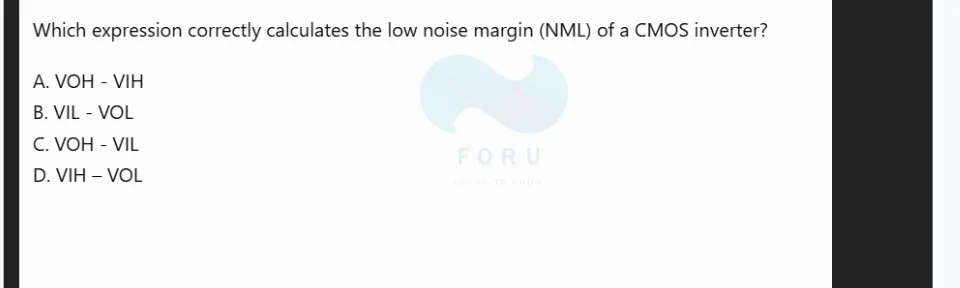 Which expression correctly calculates the low noise margin (NML) of a CMOS inverter?
A. VOH - VIH
B. VIL - VOL
C. VOH - VIL
D. VIH – VOL
FORU